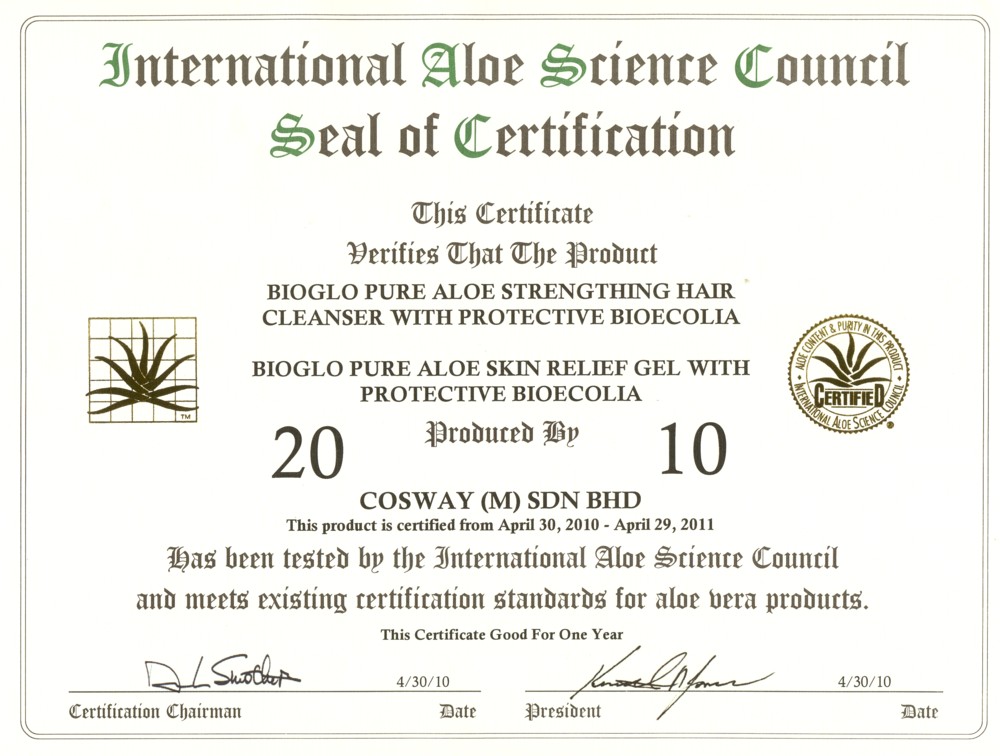 International Aloe Science Council
Seal of Certification
This Certificate
Verifies That The Product
BIOGLO PURE ALOE STRENGTHING HAIR
CLEANSER WITH PROTECTIVE BIOECOLIA
BIOGLO PURE ALOE SKIN RELIEF GEL WITH
PROTECTIVE BIOECOLIA
TM
ALOE CONTENT & PURITY IN THIS PRODUCT
CERTIFIED
INTERNATIONAL ALOE SCIENCE COUNCIL
®
20 Produced By 10
COSWAY (M) SDN BHD
This product is certified from April 30, 2010 - April 29, 2011
Has been tested by the International Aloe Science Council
and meets existing certification standards for aloe vera products.
This Certificate Good For One Year
4/30/10 4/30/10
Certification Chairman Date President Date